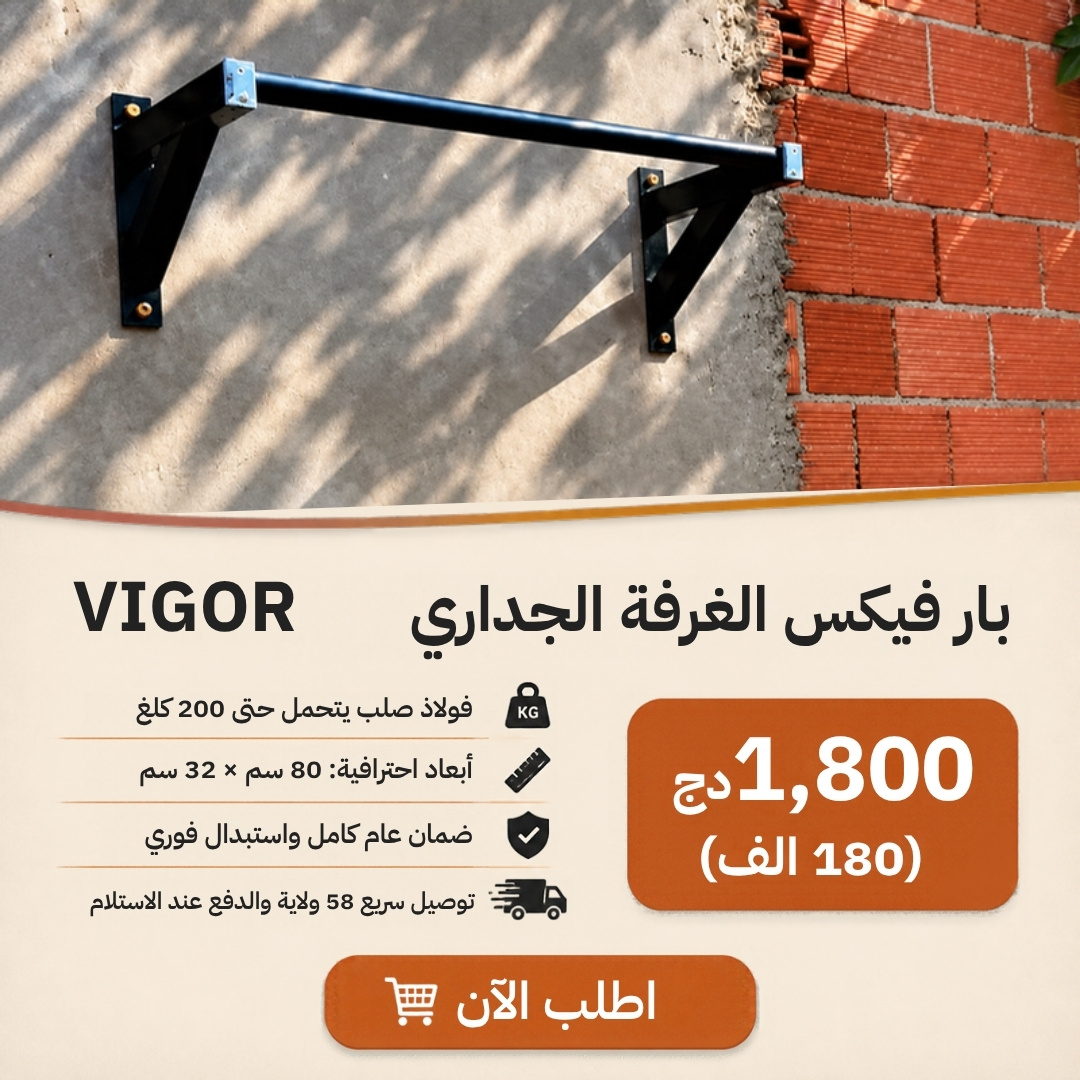 بار فيكس الغرفة الجداري VIGOR
1,800دج
(180 الف)
KG
فولاذ صلب يتحمل حتى 200 كلغ
أبعاد احترافية: 80 سم × 32 سم
ضمان عام كامل واستبدال فوري
توصيل سريع 58 ولاية والدفع عند الاستلام
اطلب الآن